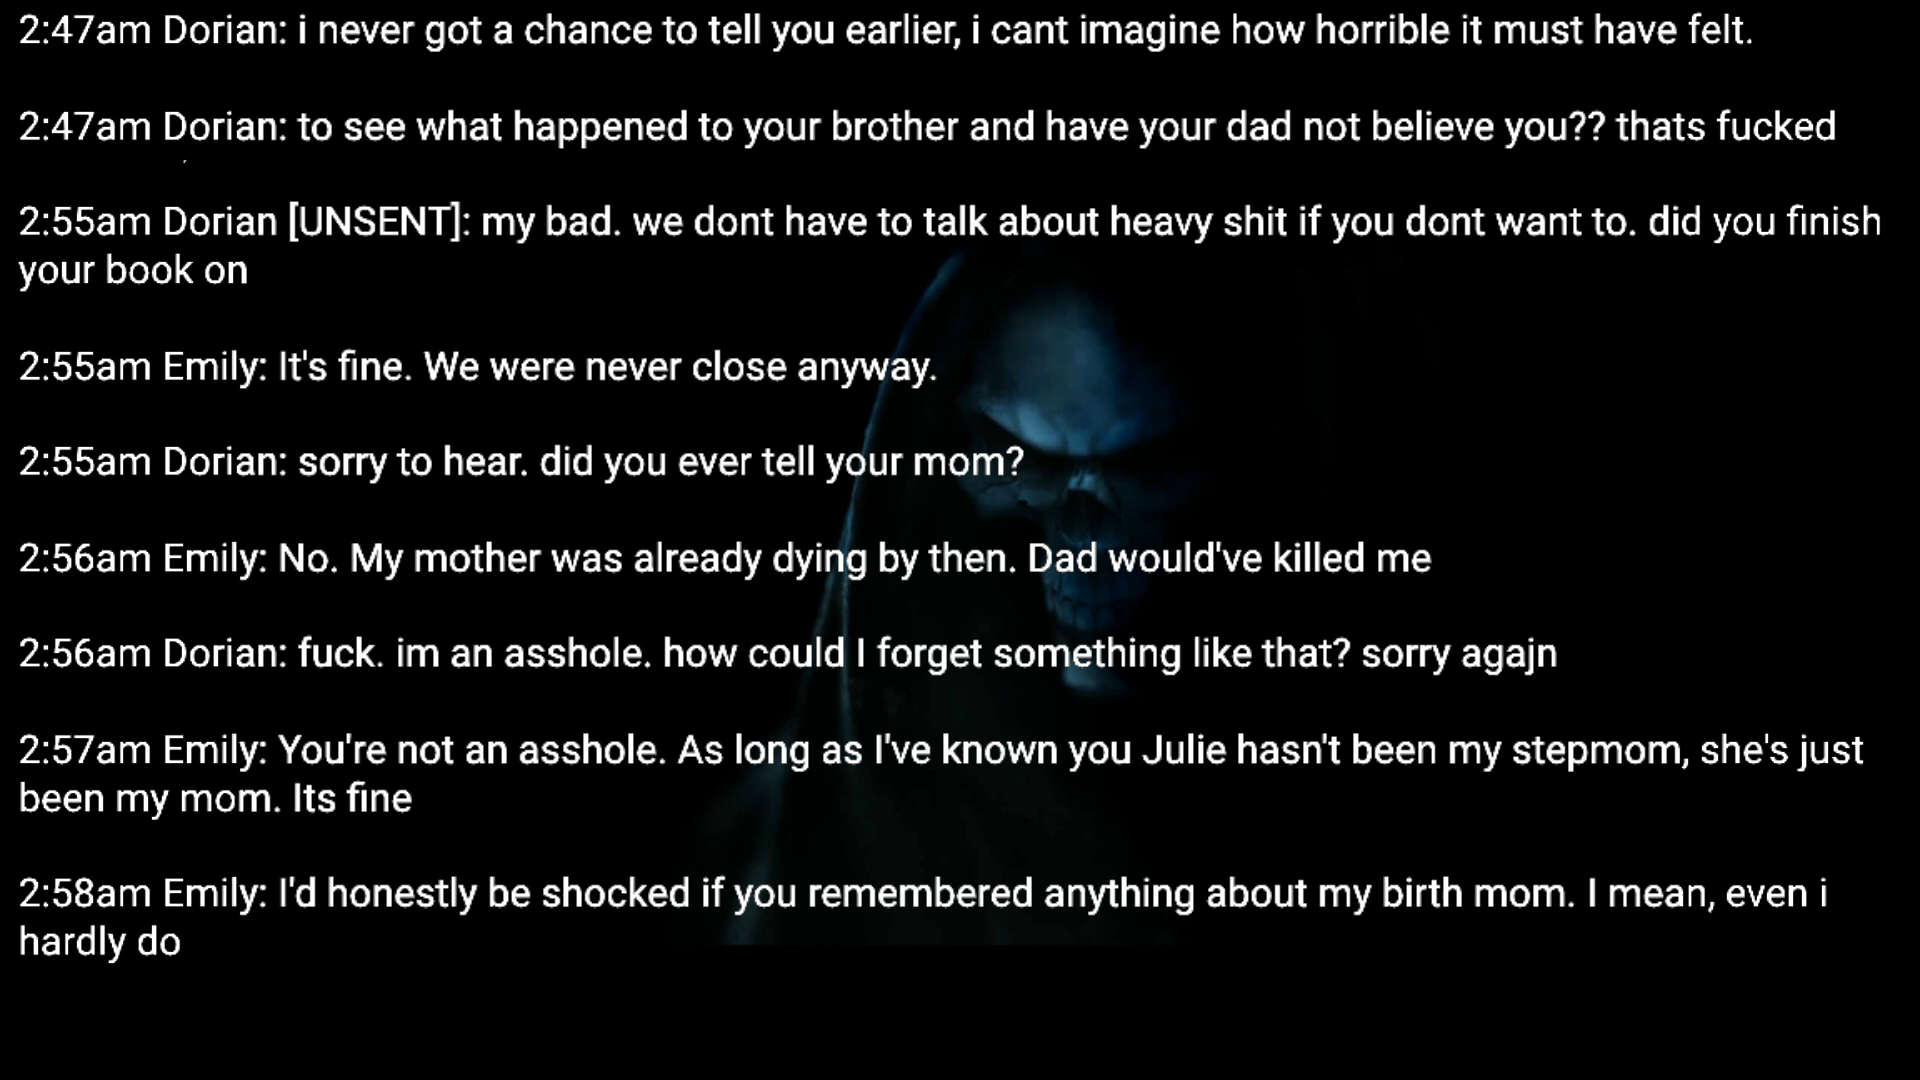 2:47am Dorian: i never got a chance to tell you earlier, i cant imagine how horrible it must have felt.
2:47am Dorian: to see what happened to your brother and have your dad not believe you?? thats fucked
2:55am Dorian [UNSENT]: my bad. we dont have to talk about heavy shit if you dont want to. did you finish
your book on
2:55am Emily: It's fine. We were never close anyway.
2:55am Dorian: sorry to hear. did you ever tell your mom?
2:56am Emily: No. My mother was already dying by then. Dad would've killed me
2:56am Dorian: fuck. im an asshole. how could I forget something like that? sorry agajn
2:57am Emily: You're not an asshole. As long as I've known you Julie hasn't been my stepmom, she's just
been my mom. Its fine
2:58am Emily: I'd honestly be shocked if you remembered anything about my birth mom. I mean, even i
hardly do